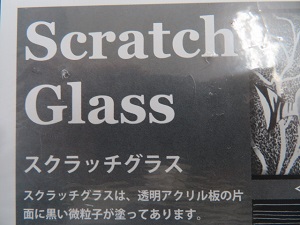 Scratch
Glass
スクラッチグラス
スクラッチグラスは、透明アクリル板の片
面に黒い微粒子が塗ってあります。